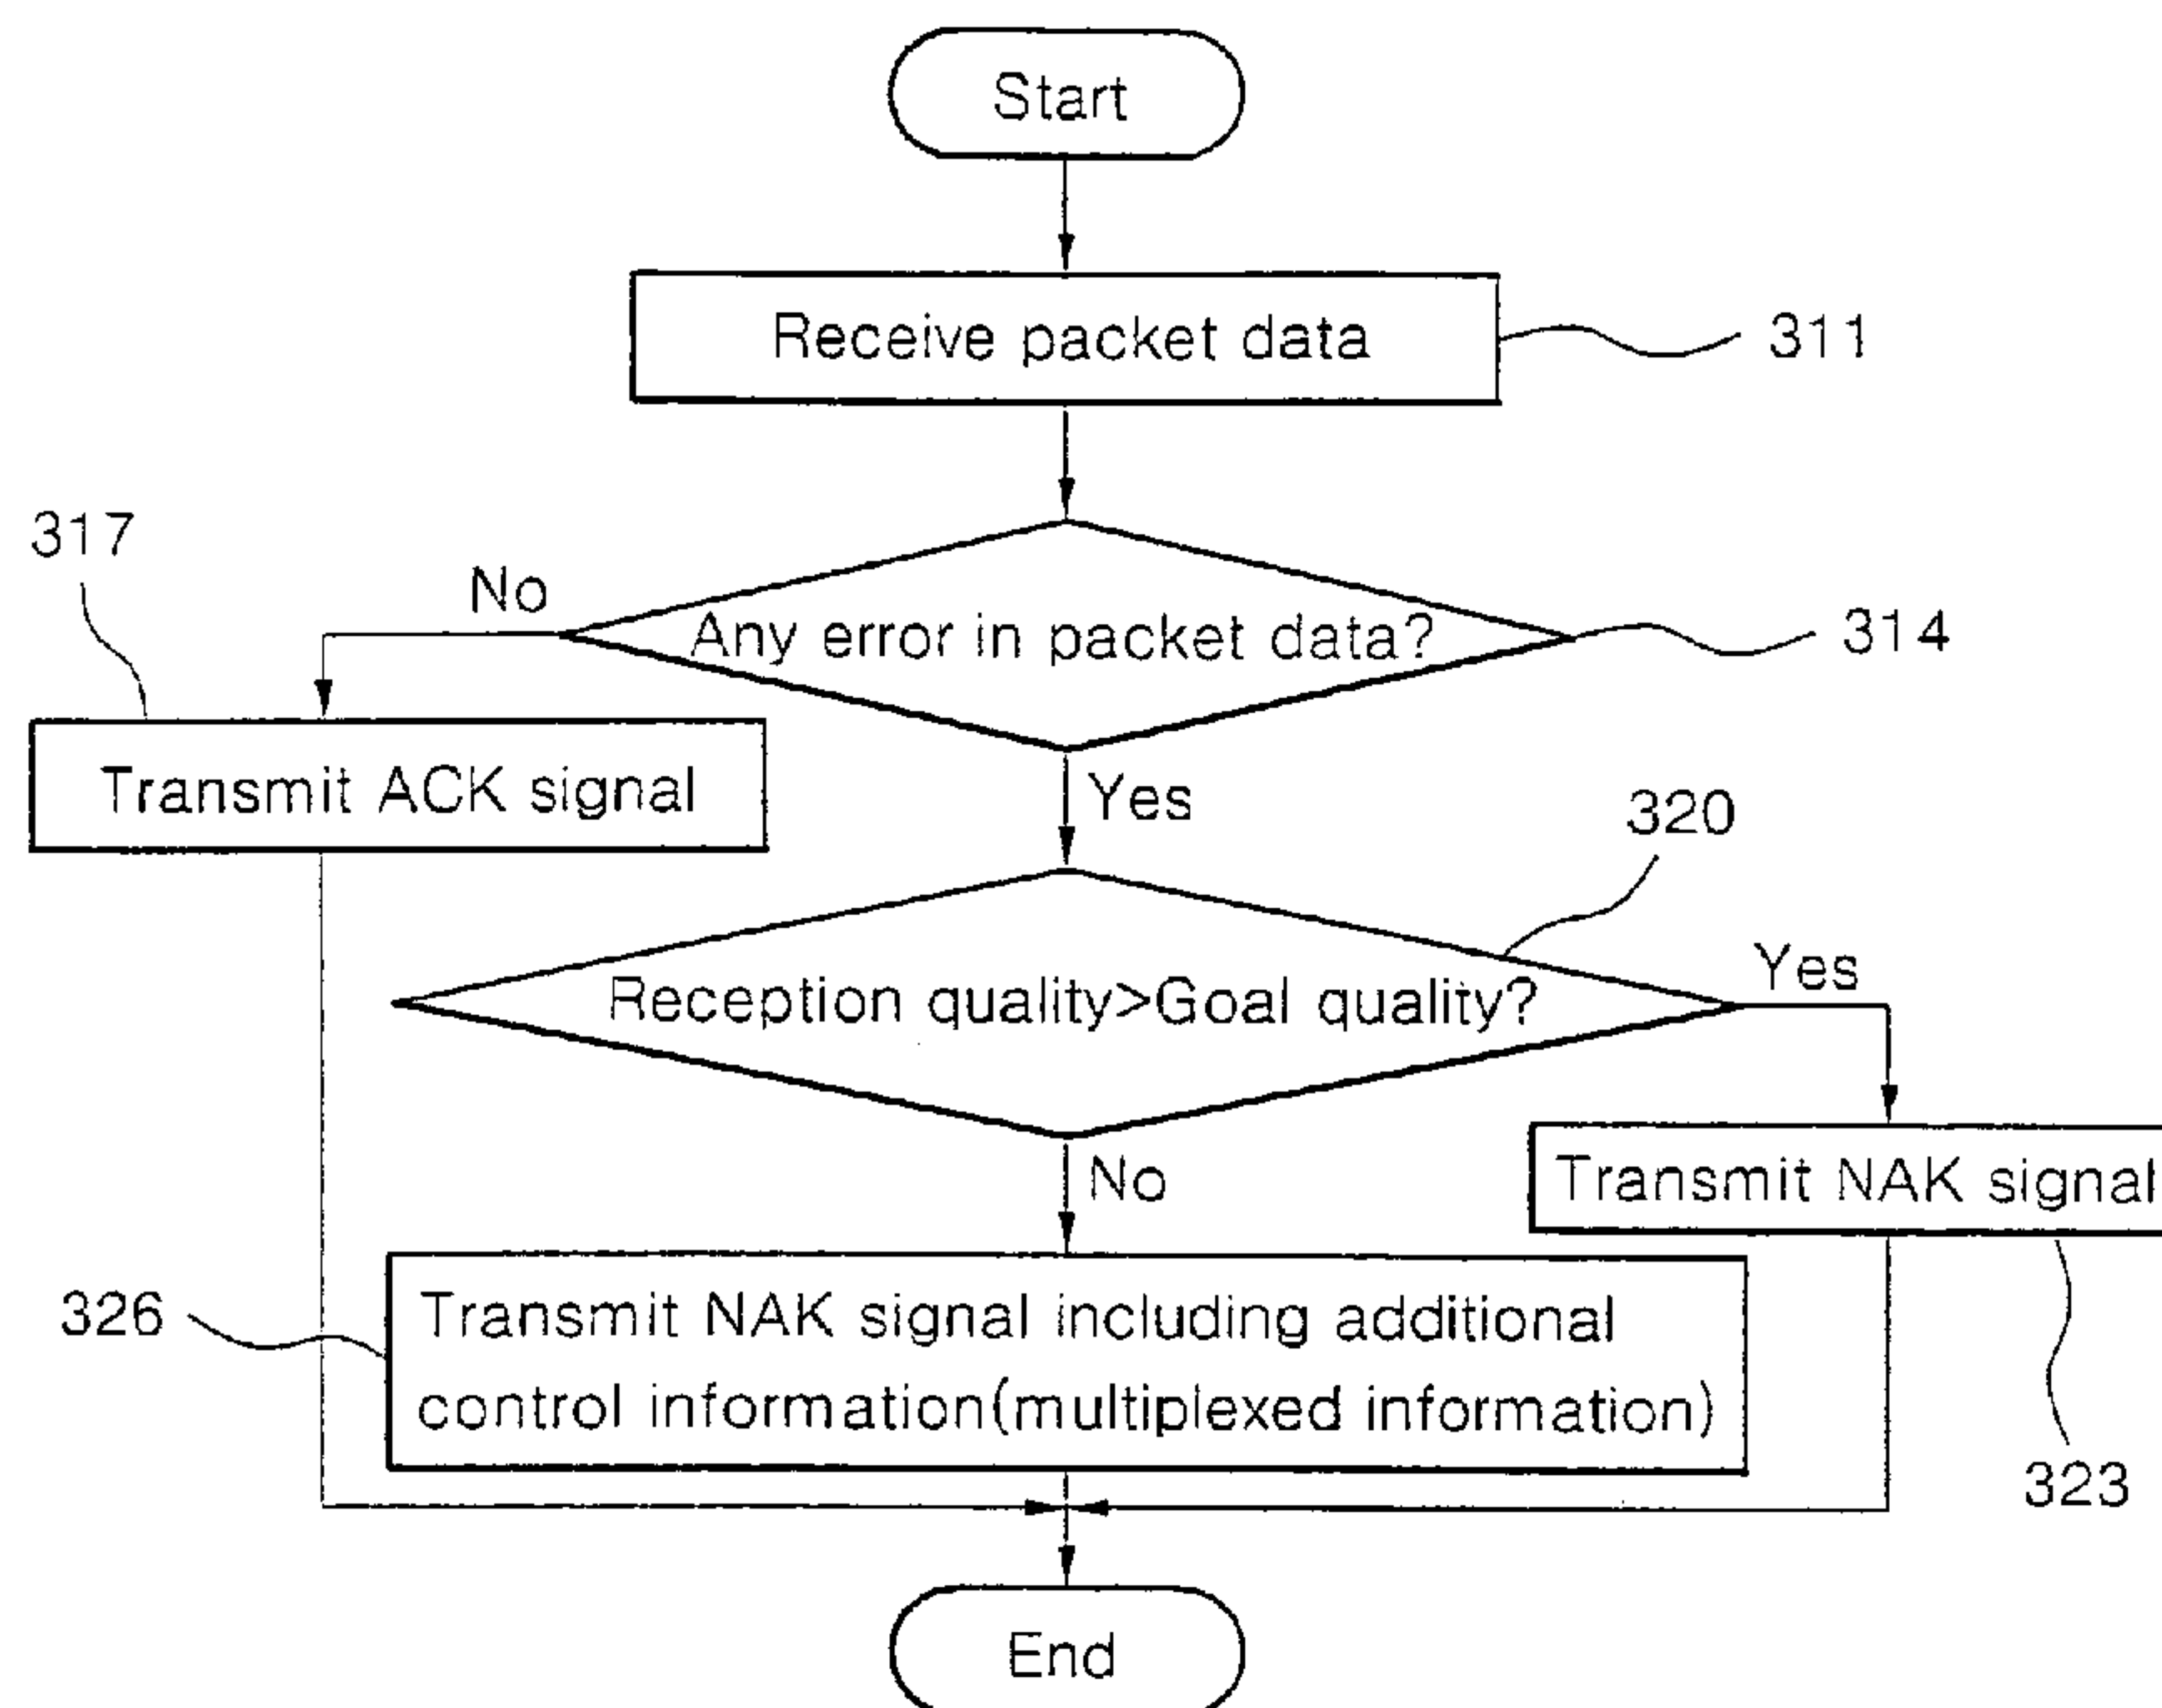 Start
Receive packet data
311
317
No
Any error in packet data?
314
Transmit ACK signal
Yes
320
Reception quality>Goal quality?
Yes
No
Transmit NAK signal
326
Transmit NAK signal including additional
control information(multiplexed information)
323
End